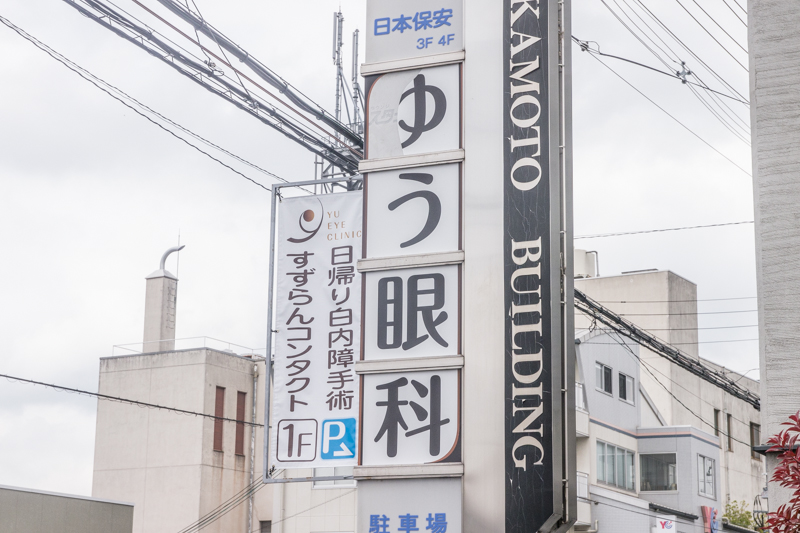 日本保安
3F 4F
ゆう眼科
駐車場
YU
EYE
CLINIC
日帰り白内障手術
すずらんコンタクト
1F
P
KAMOTO BUILDING